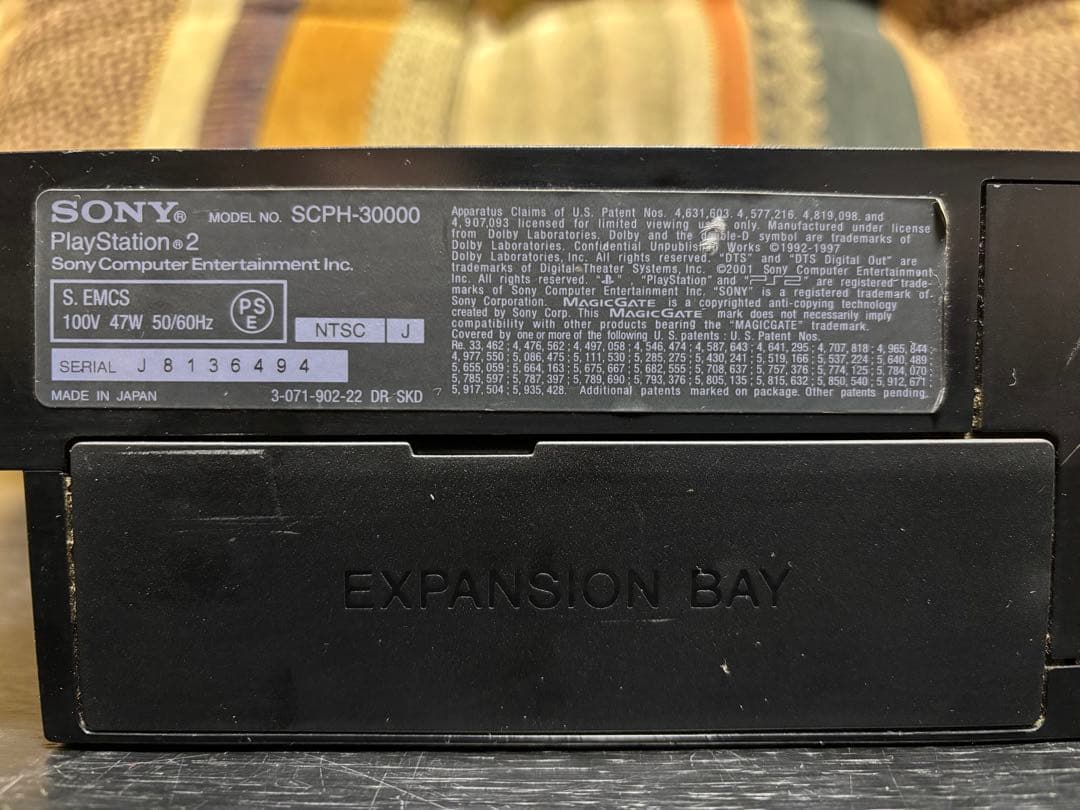 SONY® MODEL NO. SCPH-30000
PlayStation®2
Sony Computer Entertainment Inc.
S. EMCS
100V 47W 50/60Hz
PS
E
NTSC J
SERIAL J8136494
MADE IN JAPAN 3-071-902-22 DR SKD
Apparatus Claims of U.S. Patent Nos. 4,631,603, 4,577,216, 4,819,098, and
4,907,093 licensed for limited viewing only. Manufactured under license
from Dolby Laboratories. Dolby and the double-D symbol are trademarks of
Dolby Laboratories. Confidential Unpublished Works ©1992-1997
Dolby Laboratories, Inc. All rights reserved. "DTS" and "DTS Digital Out" are
trademarks of Digital Theater Systems, Inc. ©2001 Sony Computer Entertainment
Inc. All rights reserved. "PS", "PlayStation" and "PS2" are registered trade-
marks of Sony Computer Entertainment Inc. "SONY" is a registered trademark of
Sony Corporation. MAGICGATE is a copyrighted anti-copying technology
created by Sony Corp. This MAGICGATE mark does not necessarily imply
compatibility with other products bearing the "MAGICGATE" trademark.
Covered by one or more of the following U.S. patents : U.S. Patent Nos.
Re. 33,462 ; 4,476,562 ; 4,497,058 ; 4,546,474 ; 4,587,643 ; 4,641,295 ; 4,707,818 ; 4,965,844 ;
4,977,550 ; 5,086,475 ; 5,111,530 ; 5,285,275 ; 5,430,241 ; 5,519,166 ; 5,537,224 ; 5,640,489 ;
5,655,059 ; 5,664,163 ; 5,675,667 ; 5,682,555 ; 5,708,637 ; 5,757,376 ; 5,774,125 ; 5,784,070 ;
5,785,597 ; 5,787,397 ; 5,789,690 ; 5,793,376 ; 5,805,135 ; 5,815,632 ; 5,850,540 ; 5,912,671 ;
5,917,504 ; 5,935,428. Additional patents marked on package. Other patents pending.
EXPANSION BAY